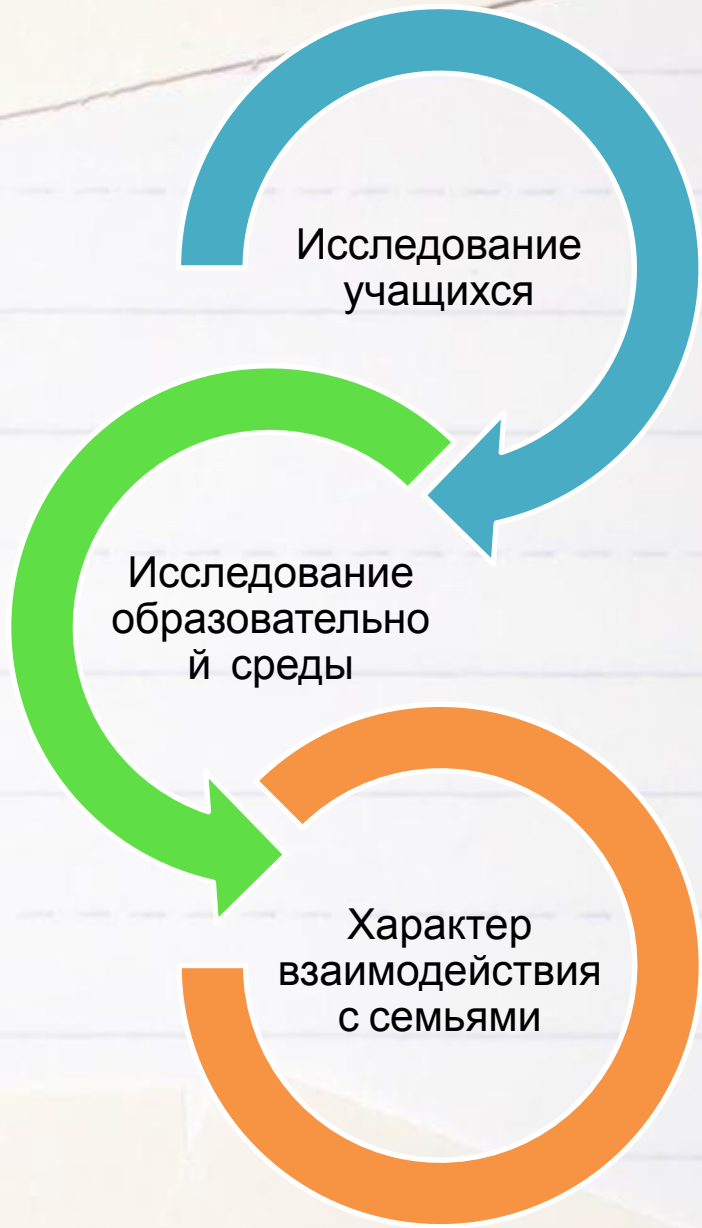 Исследование
учащихся
Исследование
образовательно
й среды
Характер
взаимодействия
с семьями